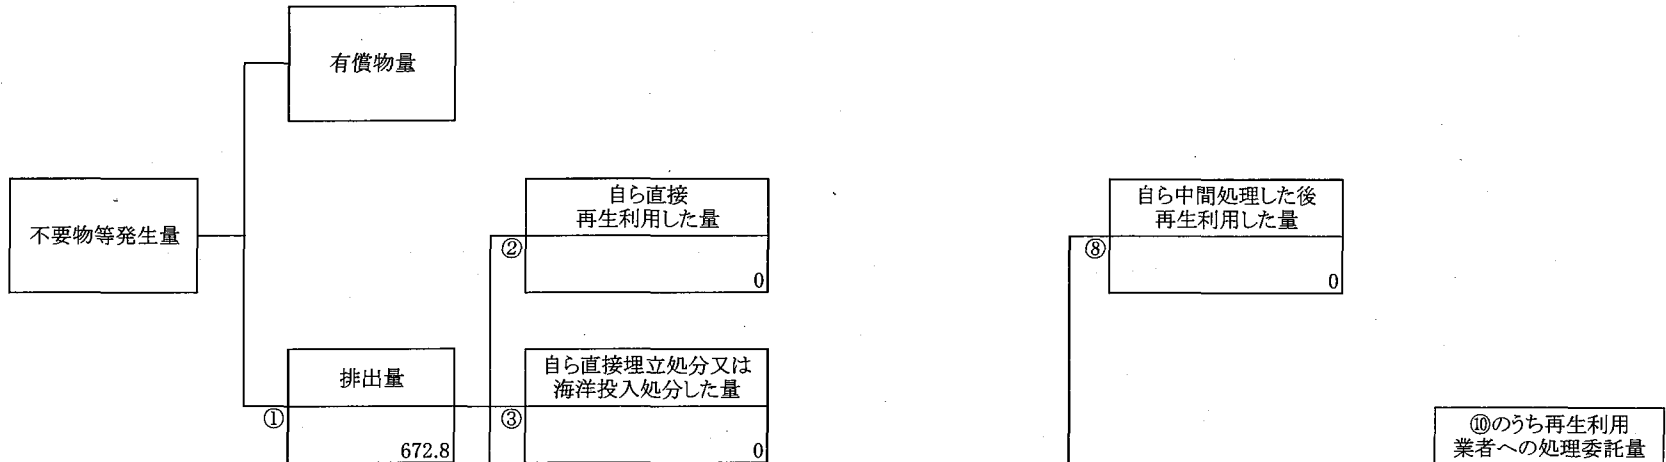 有償物量
不要物等発生量
自ら直接
再生利用した量
②
0
自ら中間処理した後
再生利用した量
⑧
0
排出量
①
672.8
自ら直接埋立処分又は
海洋投入処分した量
③
0
⑩のうち再生利用
業者への処理委託量